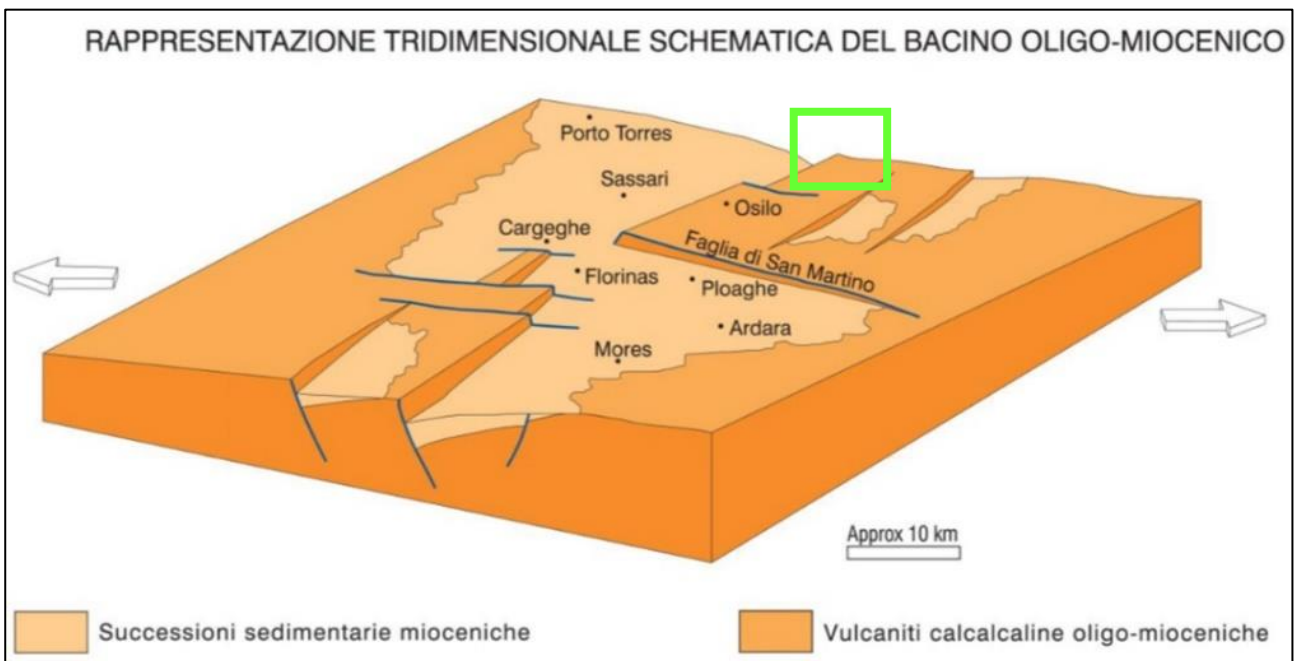 RAPPRESENTAZIONE TRIDIMENSIONALE SCHEMATICA DEL BACINO OLIGO-MIOCENICO
Porto Torres
Sassari
Osilo
Cargeghe
Faglia di San Martino
Florinas
Ploaghe
Ardara
Mores
Approx 10 km
Successioni sedimentarie mioceniche
Vulcaniti calcalcaline oligo-mioceniche